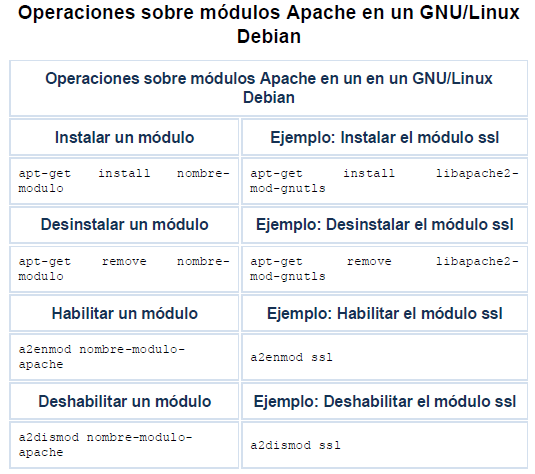 Operaciones sobre módulos Apache en un GNU/Linux
Debian
Operaciones sobre módulos Apache en un en un GNU/Linux
Debian
Instalar un módulo
Ejemplo: Instalar el módulo ssl
apt-get install nombre-
modulo
apt-get install libapache2-
mod-gnutls
Desinstalar un módulo
Ejemplo: Desinstalar el módulo ssl
apt-get remove nombre-
modulo
apt-get remove libapache2-
mod-gnutls
Habilitar un módulo
Ejemplo: Habilitar el módulo ssl
a2enmod nombre-modulo-
apache
a2enmod ssl
Deshabilitar un módulo
Ejemplo: Deshabilitar el módulo ssl
a2dismod nombre-modulo-
apache
a2dismod ssl